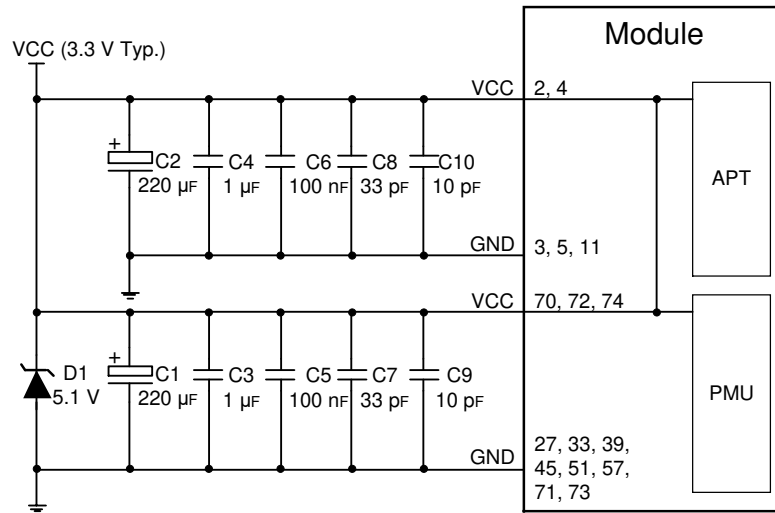 Module
VCC (3.3 V Typ.)
VCC 2, 4
+
C2 C4 C6 C8 C10
220 µF 1 µF 100 nF 33 pF 10 pF
APT
GND 3, 5, 11
VCC 70, 72, 74
+
D1 C1 C3 C5 C7 C9
5.1 V 220 µF 1 µF 100 nF 33 pF 10 pF
PMU
GND
27, 33, 39,
45, 51, 57,
71, 73